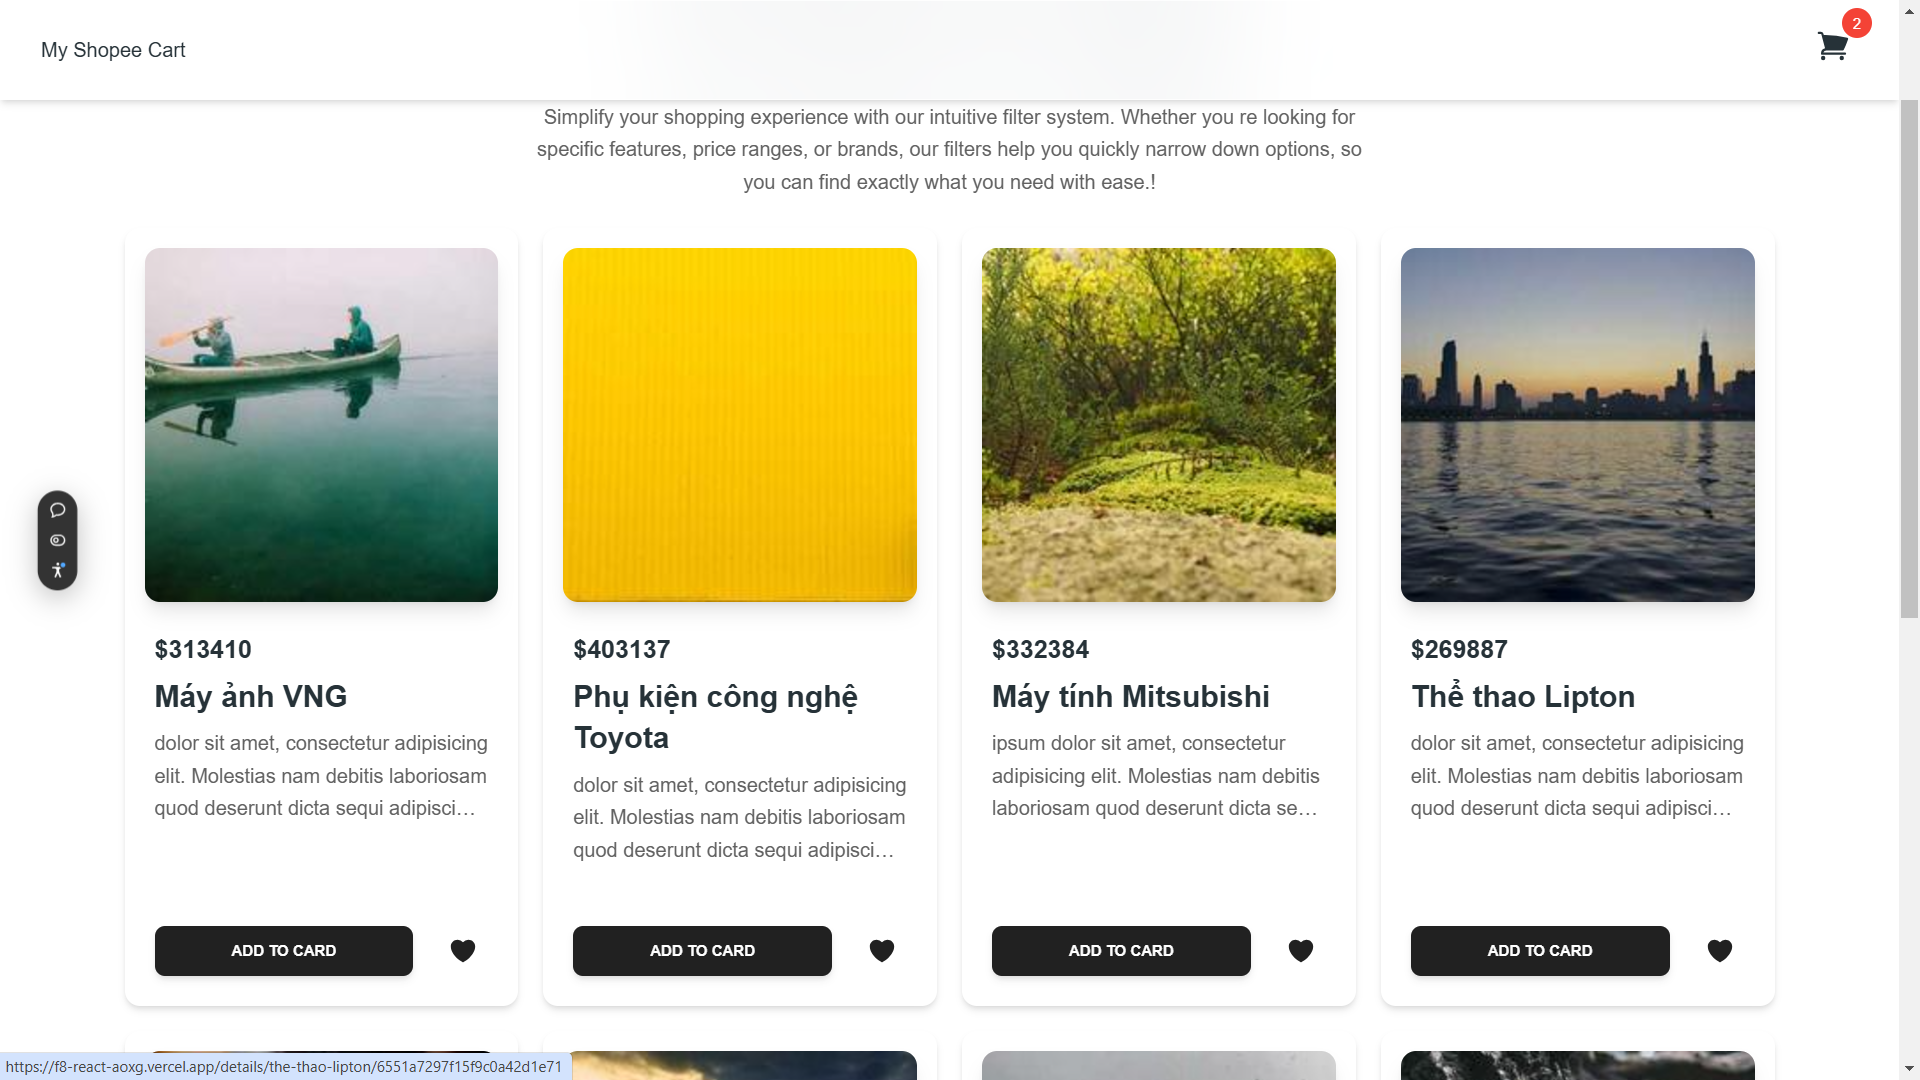 My Shopee Cart
2
Simplify your shopping experience with our intuitive filter system. Whether you re looking for
specific features, price ranges, or brands, our filters help you quickly narrow down options, so
you can find exactly what you need with ease.!
$313410
Máy ảnh VNG
dolor sit amet, consectetur adipisicing
elit. Molestias nam debitis laboriosam
quod deserunt dicta sequi adipisci…
ADD TO CARD
$403137
Phụ kiện công nghệ
Toyota
dolor sit amet, consectetur adipisicing
elit. Molestias nam debitis laboriosam
quod deserunt dicta sequi adipisci…
ADD TO CARD
$332384
Máy tính Mitsubishi
ipsum dolor sit amet, consectetur
adipisicing elit. Molestias nam debitis
laboriosam quod deserunt dicta se…
ADD TO CARD
$269887
Thể thao Lipton
dolor sit amet, consectetur adipisicing
elit. Molestias nam debitis laboriosam
quod deserunt dicta sequi adipisci…
ADD TO CARD
https://f8-react-aoxg.vercel.app/details/the-thao-lipton/6551a7297f15f9c0a42d1e71